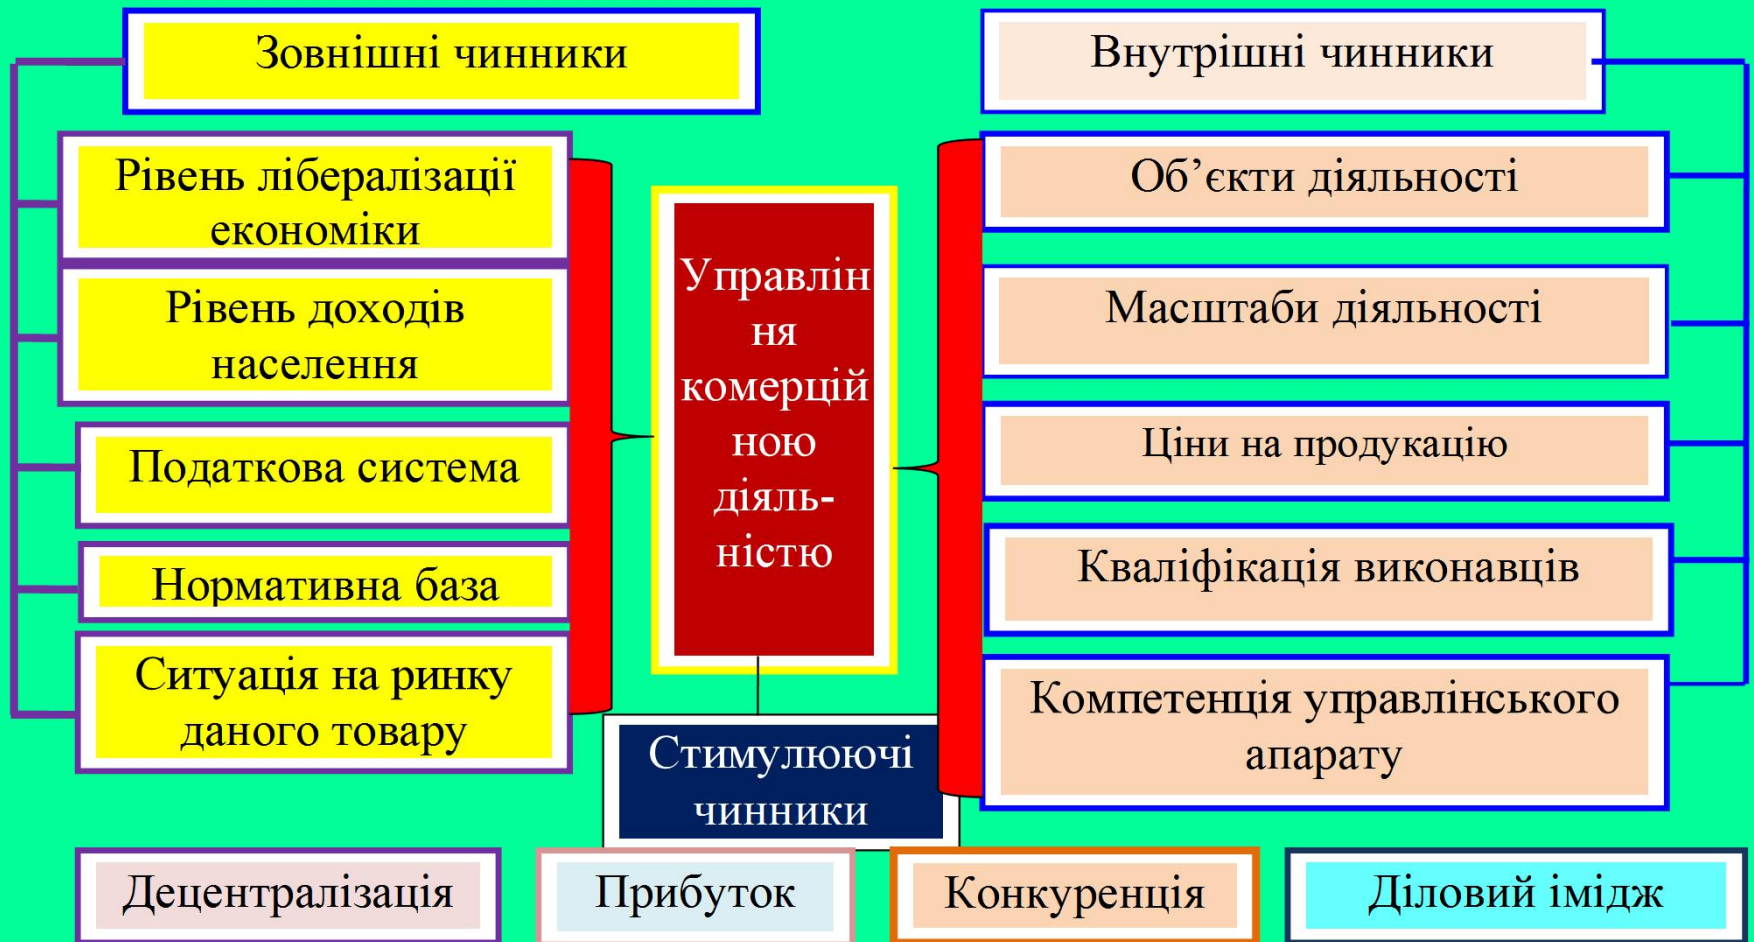 Зовнішні чинники
Рівень лібералізації
економіки
Рівень доходів
населення
Податкова система
Нормативна база
Ситуація на ринку
даного товару
Управлін
ня
комерцій
ною
діяль-
ністю
Стимулюючі
чинники
Внутрішні чинники
Об’єкти діяльності
Масштаби діяльності
Ціни на продукацію
Кваліфікація виконавців
Компетенція управлінського
апарату
Децентралізація
Прибуток
Конкуренція
Діловий імідж